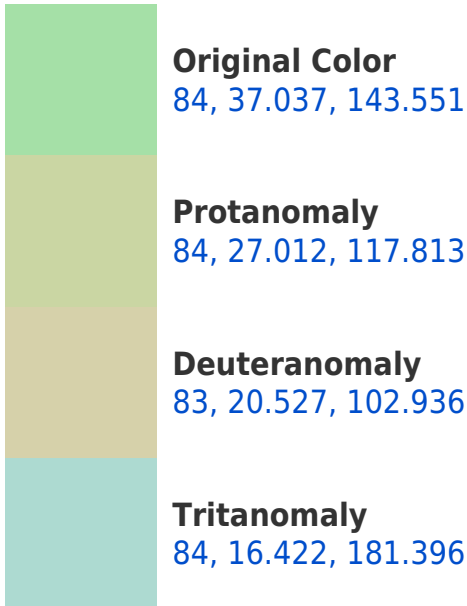 Original Color
84, 37.037, 143.551
Protanomaly
84, 27.012, 117.813
Deuteranomaly
83, 20.527, 102.936
Tritanomaly
84, 16.422, 181.396